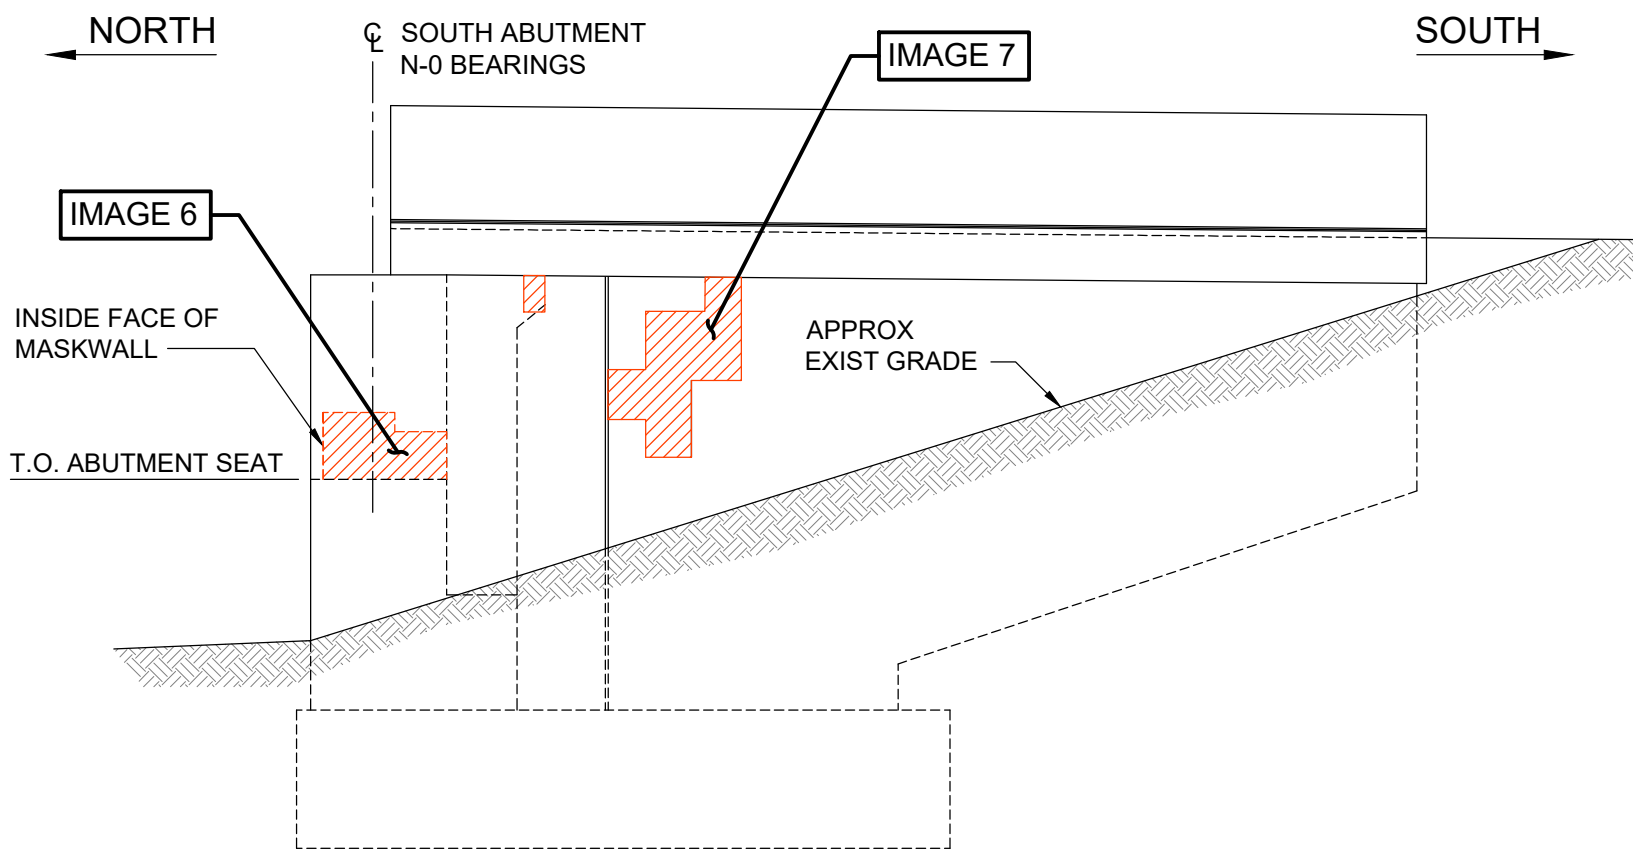 NORTH
℄ SOUTH ABUTMENT
N-0 BEARINGS
IMAGE 7
SOUTH
IMAGE 6
INSIDE FACE OF
MASKWALL
APPROX
EXIST GRADE
T.O. ABUTMENT SEAT